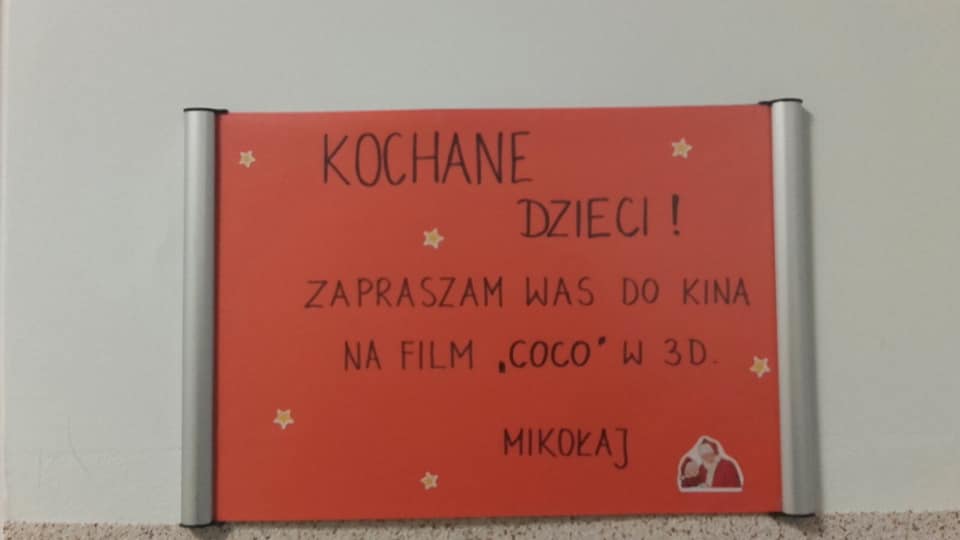 KOCHANE
DZIECI !
ZAPRASZAM WAS DO KINA
NA FILM „COCO" W 3D.
MIKOŁAJ